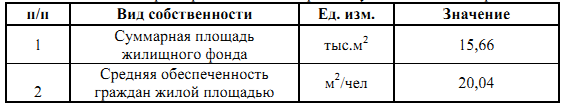 п/п Вид собственности Ед. изм. Значение
1 Суммарная площадь жилищного фонда тыс.м² 15,66
2 Средняя обеспеченность граждан жилой площадью м²/чел 20,04